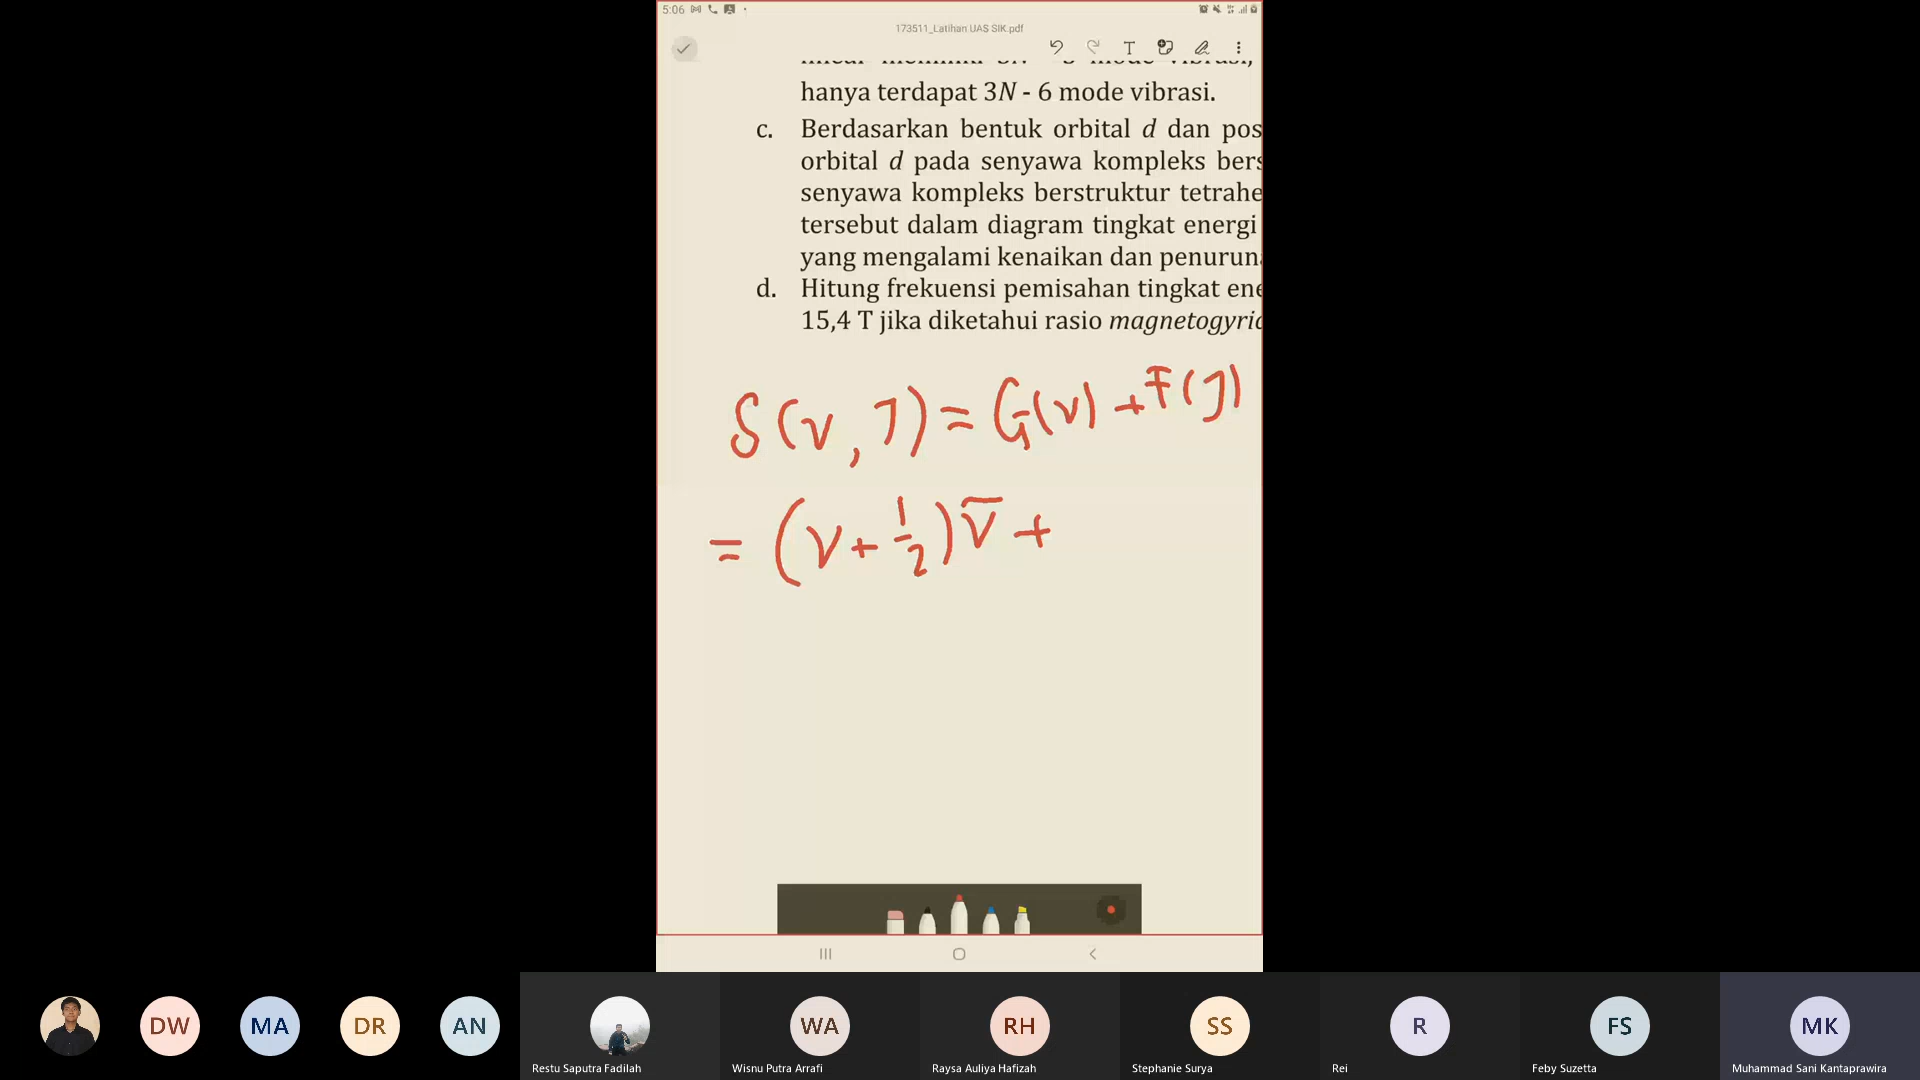 5:06
173511_Latihan UAS SIK.pdf
hanya terdapat 3N - 6 mode vibrasi.
c. Berdasarkan bentuk orbital d dan pos
orbital d pada senyawa kompleks bers
senyawa kompleks berstruktur tetrahe
tersebut dalam diagram tingkat energi
yang mengalami kenaikan dan penuruna
d. Hitung frekuensi pemisahan tingkat ene
15,4 T jika diketahui rasio magnetogyric
S(v, J) = G(v) + F(J)
= (v + 1/2) ṽ +
DW MA DR AN WA RH SS R FS MK
Restu Saputra Fadilah Wisnu Putra Arrafi Raysa Auliya Hafizah Stephanie Surya Rei Feby Suzetta Muhammad Sani Kantaprawira